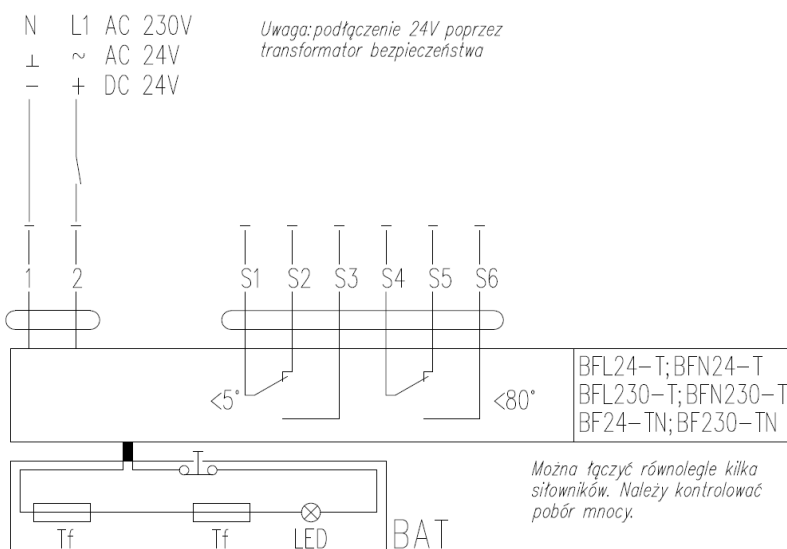 N L1 AC 230V
⊥ ~ AC 24V
− + DC 24V
Uwaga: podłączenie 24V poprzez
transformator bezpieczeństwa
1 2 S1 S2 S3 S4 S5 S6
<5° <80°
BFL24-T; BFN24-T
BFL230-T; BFN230-T
BF24-TN; BF230-TN
Można łączyć równolegle kilka
siłowników. Należy kontrolować
pobór mnocy.
Tf Tf LED BAT